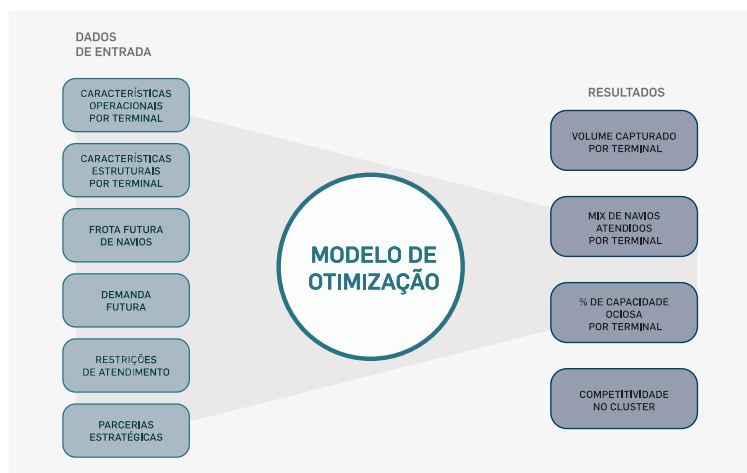 DADOS
DE ENTRADA
CARACTERÍSTICAS
OPERACIONAIS
POR TERMINAL
CARACTERÍSTICAS
ESTRUTURAIS
POR TERMINAL
FROTA FUTURA
DE NAVIOS
DEMANDA
FUTURA
RESTRIÇÕES
DE ATENDIMENTO
PARCERIAS
ESTRATÉGICAS
MODELO DE
OTIMIZAÇÃO
RESULTADOS
VOLUME CAPTURADO
POR TERMINAL
MIX DE NAVIOS
ATENDIDOS
POR TERMINAL
% DE CAPACIDADE
OCIOSA
POR TERMINAL
COMPETITIVIDADE
NO CLUSTER